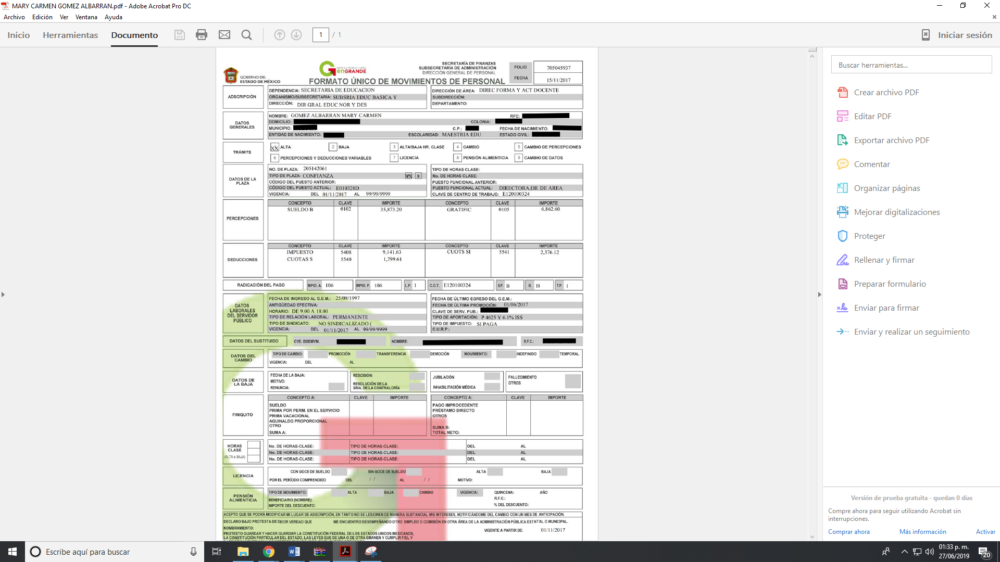 MARY CARMEN GOMEZ ALBARRAN.pdf - Adobe Acrobat Pro DC
Archivo Edición Ver Ventana Ayuda
Inicio Herramientas Documento 1 / 1 Iniciar sesión
GOBIERNO DEL
ESTADO DE MÉXICO
enGRANDE
SECRETARÍA DE FINANZAS
SUBSECRETARÍA DE ADMINISTRACIÓN
DIRECCIÓN GENERAL DE PERSONAL
FORMATO ÚNICO DE MOVIMIENTOS DE PERSONAL
FOLIO 705045937
FECHA 15/11/2017
ADSCRIPCIÓN
DEPENDENCIA: SECRETARIA DE EDUCACION
ORGANISMO/SUBSECRETARIA: SUBSRIA EDUC BASICA Y
DIRECCIÓN: DIR GRAL EDUC NOR Y DES
DIRECCIÓN DE ÁREA: DIREC FORMA Y ACT DOCENTE
SUBDIRECCIÓN:
DEPARTAMENTO:
DATOS GENERALES
NOMBRE: GOMEZ ALBARRAN MARY CARMEN RFC:
DOMICILIO: COLONIA:
MUNICIPIO: C.P.: FECHA DE NACIMIENTO:
ENTIDAD DE NACIMIENTO: ESCOLARIDAD: MAESTRIA EDU ESTADO CIVIL:
TRÁMITE
XX ALTA 2 BAJA 3 ALTA/BAJA HR. CLASE 4 CAMBIO 5 CAMBIO DE PERCEPCIONES
6 PERCEPCIONES Y DEDUCCIONES VARIABLES 7 LICENCIA 8 PENSIÓN ALIMENTICIA 9 CAMBIO DE DATOS
DATOS DE LA PLAZA
NO. DE PLAZA: 205142061
TIPO DE PLAZA: CONFIANZA S
CÓDIGO DEL PUESTO ANTERIOR:
CÓDIGO DEL PUESTO ACTUAL: E010328D
VIGENCIA: DEL 01/11/2017 AL 99/99/9999
TIPO DE HORAS CLASE:
No. DE HORAS CLASE:
PUESTO FUNCIONAL ANTERIOR:
PUESTO FUNCIONAL ACTUAL: DIRECTORA,OR DE AREA
CLAVE DE CENTRO DE TRABAJO: E120100324
PERCEPCIONES
CONCEPTO CLAVE IMPORTE CONCEPTO CLAVE IMPORTE
SUELDO B 0102 35,873.20 GRATIFIC 0105 6,862.60
DEDUCCIONES
CONCEPTO CLAVE IMPORTE CONCEPTO CLAVE IMPORTE
IMPUESTO 5408 9,141.63 CUOTS SI 5541 2,376.12
CUOTAS S 5540 1,799.61
RADICACIÓN DEL PAGO MPIO. A. 106 MPIO. P. 106 L.P. 1 C.C.T. E120100324 S.P. B B. B T.P. 1
DATOS LABORALES DEL SERVIDOR PÚBLICO
FECHA DE INGRESO AL G.E.M.: 25/08/1997
ANTIGÜEDAD EFECTIVA:
HORARIO: DE 9.00 A 18.00
TIPO DE RELACIÓN LABORAL: PERMANENTE
TIPO DE SINDICATO: NO SINDICALIZADO (
VIGENCIA: DEL 01/11/2017 AL 99/99/9999
FECHA DE ÚLTIMO EGRESO DEL G.E.M.:
FECHA DE ÚLTIMA PROMOCIÓN: 01/06/2017
CLAVE DE SERV. PUB.:
TIPO DE APORTACIÓN: P 4625 Y 6.1% ISS
TIPO DE IMPUESTO: SI PAGA
C.U.R.P.:
DATOS DEL SUSTITUIDO CVE. ISSEMYM. NOMBRE: R.F.C.:
DATOS DEL CAMBIO
TIPO DE CAMBIO: PROMOCIÓN TRANSFERENCIA DEMOCIÓN MOVIMIENTO: INDEFINIDO TEMPORAL
VIGENCIA: DEL AL
DATOS DE LA BAJA
FECHA DE LA BAJA:
MOTIVO:
RENUNCIA:
RESCISIÓN:
RESOLUCIÓN DE LA
SRIA. DE LA CONTRALORÍA
JUBILACIÓN
INHABILITACIÓN MÉDICA
FALLECIMIENTO
OTROS
FINIQUITO
CONCEPTO A: CLAVE IMPORTE CONCEPTO A: CLAVE IMPORTE
SUELDO
PRIMA POR PERM. EN EL SERVICIO
PRIMA VACACIONAL
AGUINALDO PROPORCIONAL
OTRO
SUMA A:
PAGO IMPROCEDENTE
PRÉSTAMO DIRECTO
OTROS
SUMA B:
TOTAL NETO:
HORAS CLASE
(ALTA o BAJA)
No. DE HORAS-CLASE: TIPO DE HORAS-CLASE: DEL AL
No. DE HORAS-CLASE: TIPO DE HORAS-CLASE: DEL AL
No. DE HORAS-CLASE: TIPO DE HORAS-CLASE: DEL AL
LICENCIA
CON GOCE DE SUELDO SIN GOCE DE SUELDO ALTA BAJA
POR EL PERÍODO COMPRENDIDO DEL / / AL / / MOTIVO:
PENSIÓN ALIMENTICIA
TIPO DE MOVIMIENTO: ALTA BAJA CAMBIO VIGENCIA: QUINCENA: AÑO
BENEFICIARIO (NOMBRE): R.F.C.:
IMPORTE DEL DESCUENTO: % DEL DESCUENTO:
ACEPTO QUE SE PODRÁ MODIFICAR MI LUGAR DE ADSCRIPCIÓN, EN TANTO NO SE LESIONEN DE MANERA SUSTANCIAL MIS INTERESES, NOTIFICÁNDOME DEL CAMBIO CON UN MES DE ANTICIPACIÓN.
DECLARO BAJO PROTESTA DE DECIR VERDAD QUE ME ENCUENTRO DESEMPEÑANDO OTRO EMPLEO O COMISIÓN EN OTRA ÁREA DE LA ADMINISTRACIÓN PÚBLICA ESTATAL O MUNICIPAL.
NOMBRAMIENTO:
VIGENTE A PARTIR DE: 01/11/2017
PROTESTO GUARDAR Y HACER GUARDAR LA CONSTITUCIÓN FEDERAL DE LOS ESTADOS UNIDOS MEXICANOS,
LA CONSTITUCIÓN PARTICULAR DEL ESTADO, LAS LEYES QUE DE UNA O DE OTRA EMANEN Y CUMPLIR FIEL Y
Buscar herramientas...
Crear archivo PDF
Editar PDF
Exportar archivo PDF
Comentar
Organizar páginas
Mejorar digitalizaciones
Proteger
Rellenar y firmar
Preparar formulario
Enviar para firmar
Enviar y realizar un seguimiento
Versión de prueba gratuita - quedan 0 días
Compre ahora para seguir utilizando Acrobat sin
interrupciones.
Comprar ahora Más información Activar
Escribe aquí para buscar
01:33 p. m.
27/06/2019
20